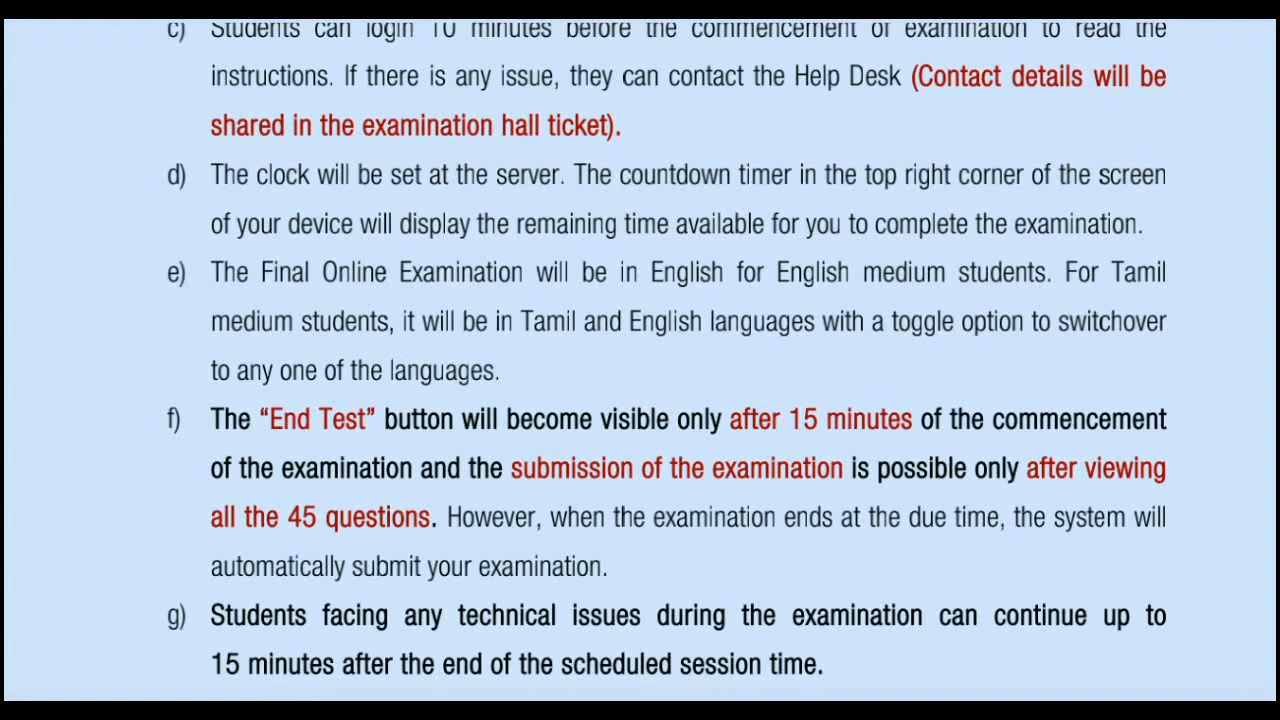 c) Students can login 10 minutes before the commencement of examination to read the
instructions. If there is any issue, they can contact the Help Desk (Contact details will be
shared in the examination hall ticket).
d) The clock will be set at the server. The countdown timer in the top right corner of the screen
of your device will display the remaining time available for you to complete the examination.
e) The Final Online Examination will be in English for English medium students. For Tamil
medium students, it will be in Tamil and English languages with a toggle option to switchover
to any one of the languages.
f) The “End Test” button will become visible only after 15 minutes of the commencement
of the examination and the submission of the examination is possible only after viewing
all the 45 questions. However, when the examination ends at the due time, the system will
automatically submit your examination.
g) Students facing any technical issues during the examination can continue up to
15 minutes after the end of the scheduled session time.